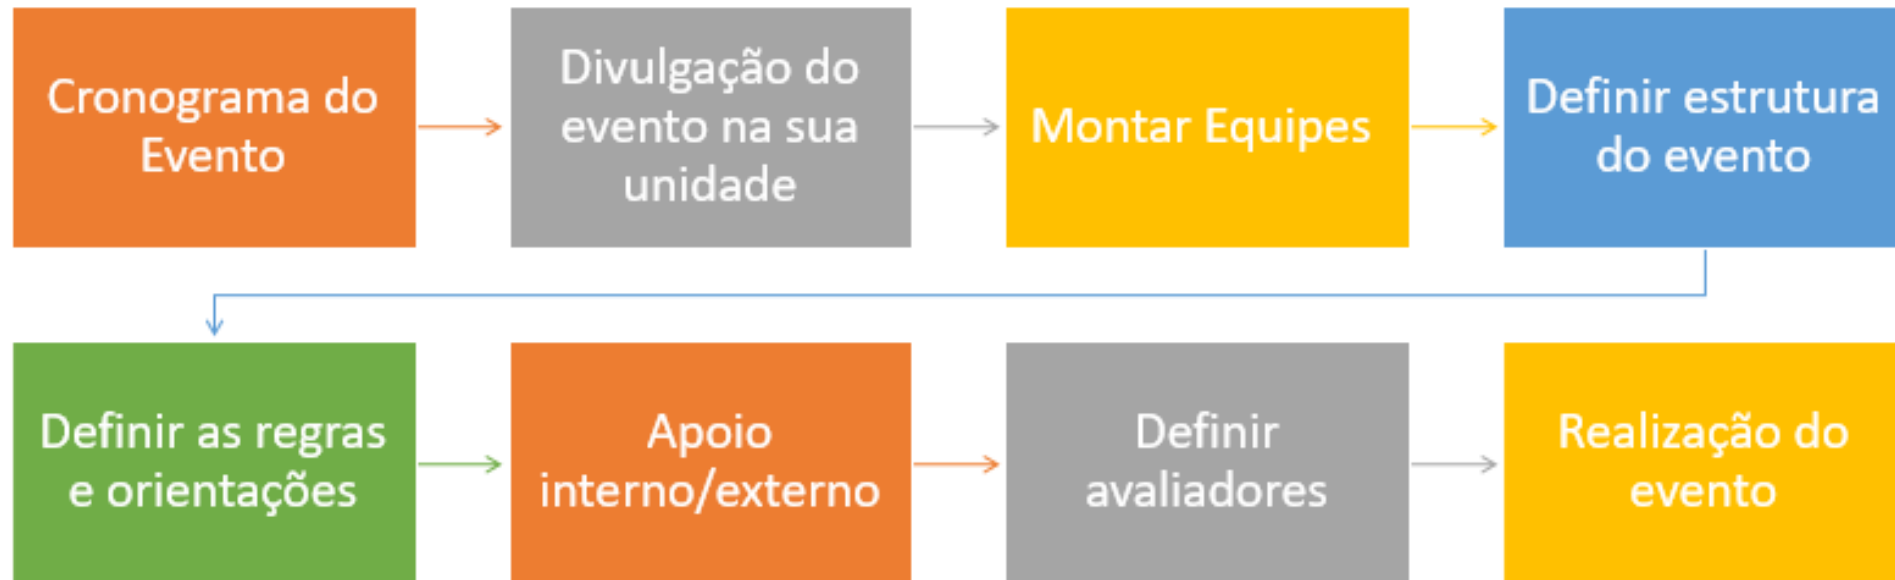 Cronograma do
Evento
Divulgação do
evento na sua
unidade
Montar Equipes
Definir estrutura
do evento
Definir as regras
e orientações
Apoio
interno/externo
Definir
avaliadores
Realização do
evento